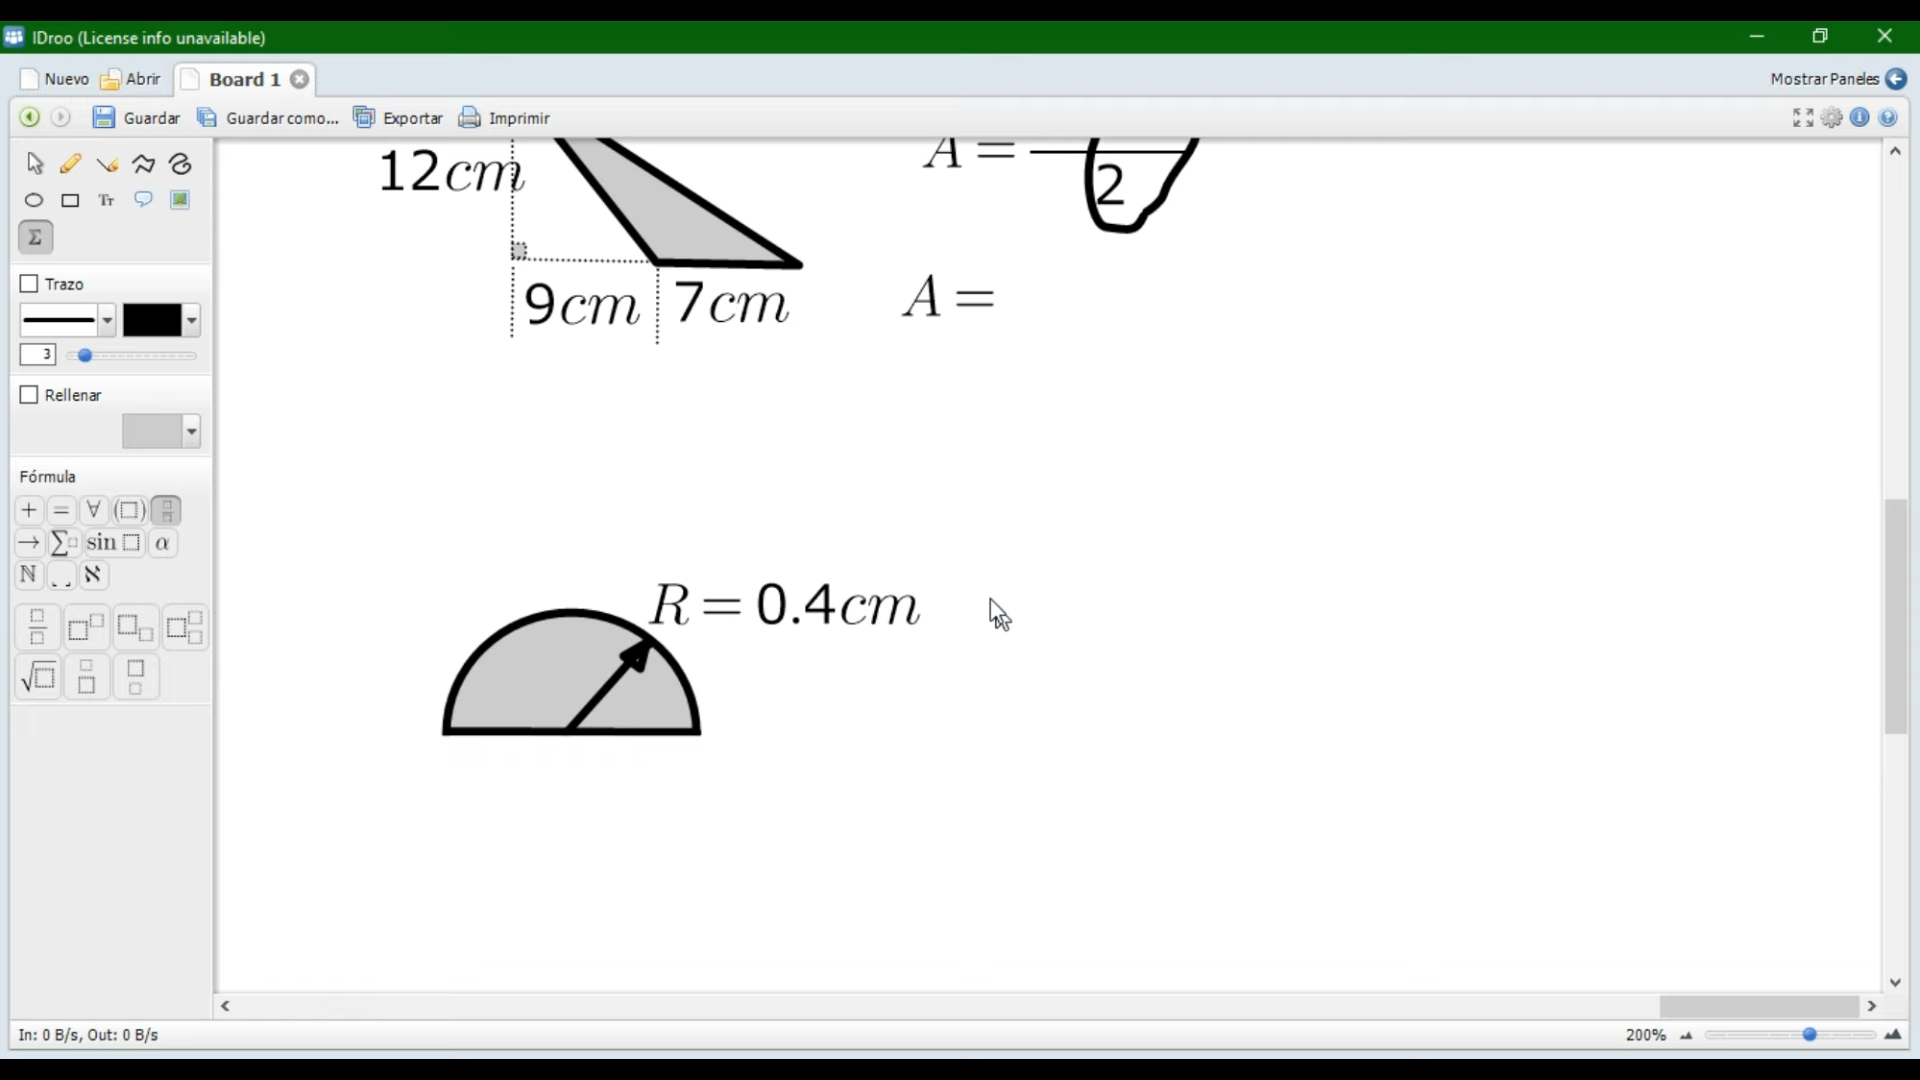 IDroo (License info unavailable)
Nuevo Abrir Board 1 Mostrar Paneles
Guardar Guardar como... Exportar Imprimir
12cm
A = 2
Tr
Σ
Trazo
9cm 7cm A =
3
Rellenar
Fórmula
+ = ∀ (□)
→ Σ□ sin □ α
ℕ ℵ
R = 0.4cm
In: 0 B/s, Out: 0 B/s 200%